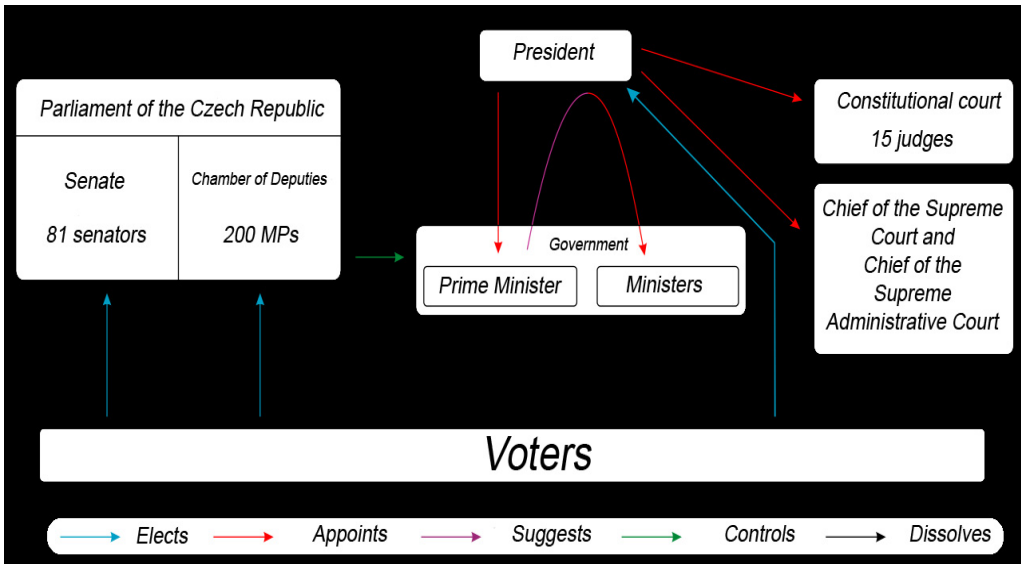 President
Parliament of the Czech Republic
Senate
81 senators
Chamber of Deputies
200 MPs
Constitutional court
15 judges
Chief of the Supreme
Court and
Chief of the
Supreme
Administrative Court
Government
Prime Minister
Ministers
Voters
Elects
Appoints
Suggests
Controls
Dissolves